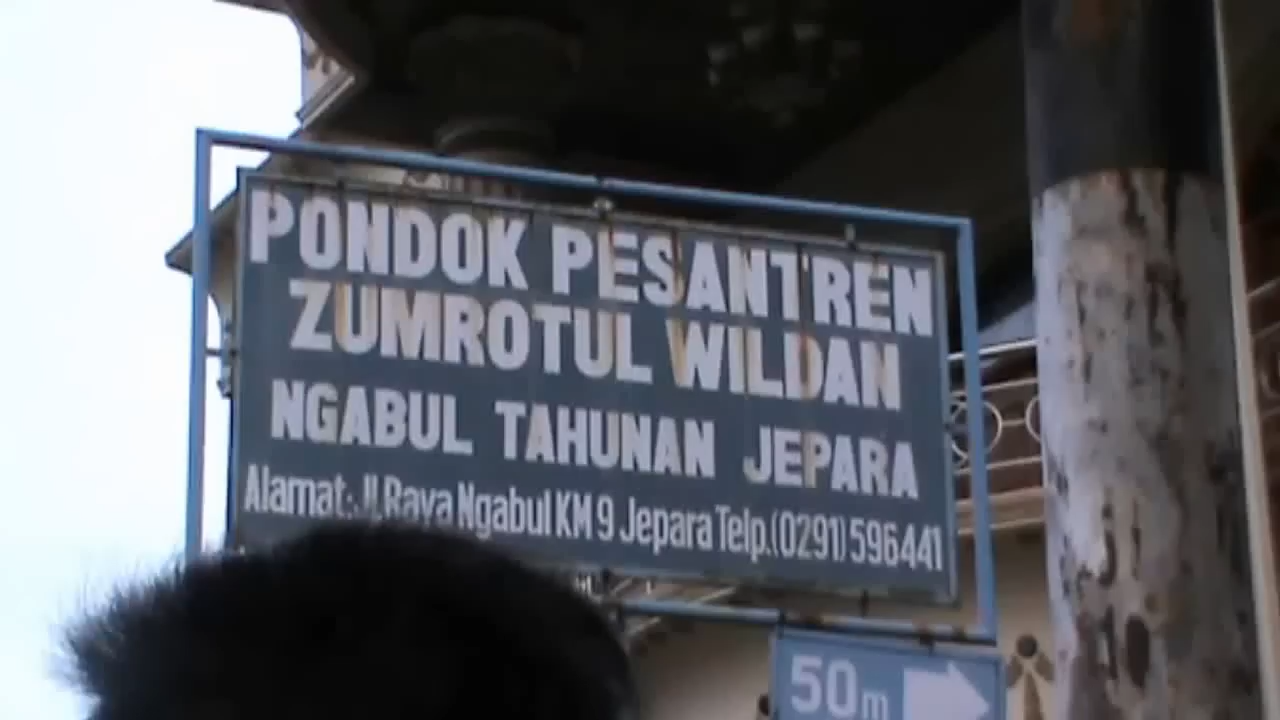 PONDOK PESANTREN
ZUMROTUL WILDAN
NGABUL TAHUNAN JEPARA
Alamat: Jl.Raya Ngabul KM 9 Jepara Telp.(0291) 596441
50m